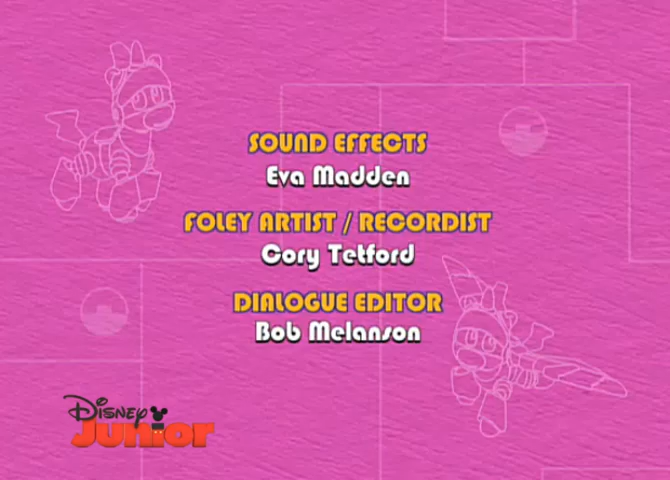 SOUND EFFECTS
Eva Madden
FOLEY ARTIST / RECORDIST
Cory Tetford
DIALOGUE EDITOR
Bob Melanson
Disney
Junior